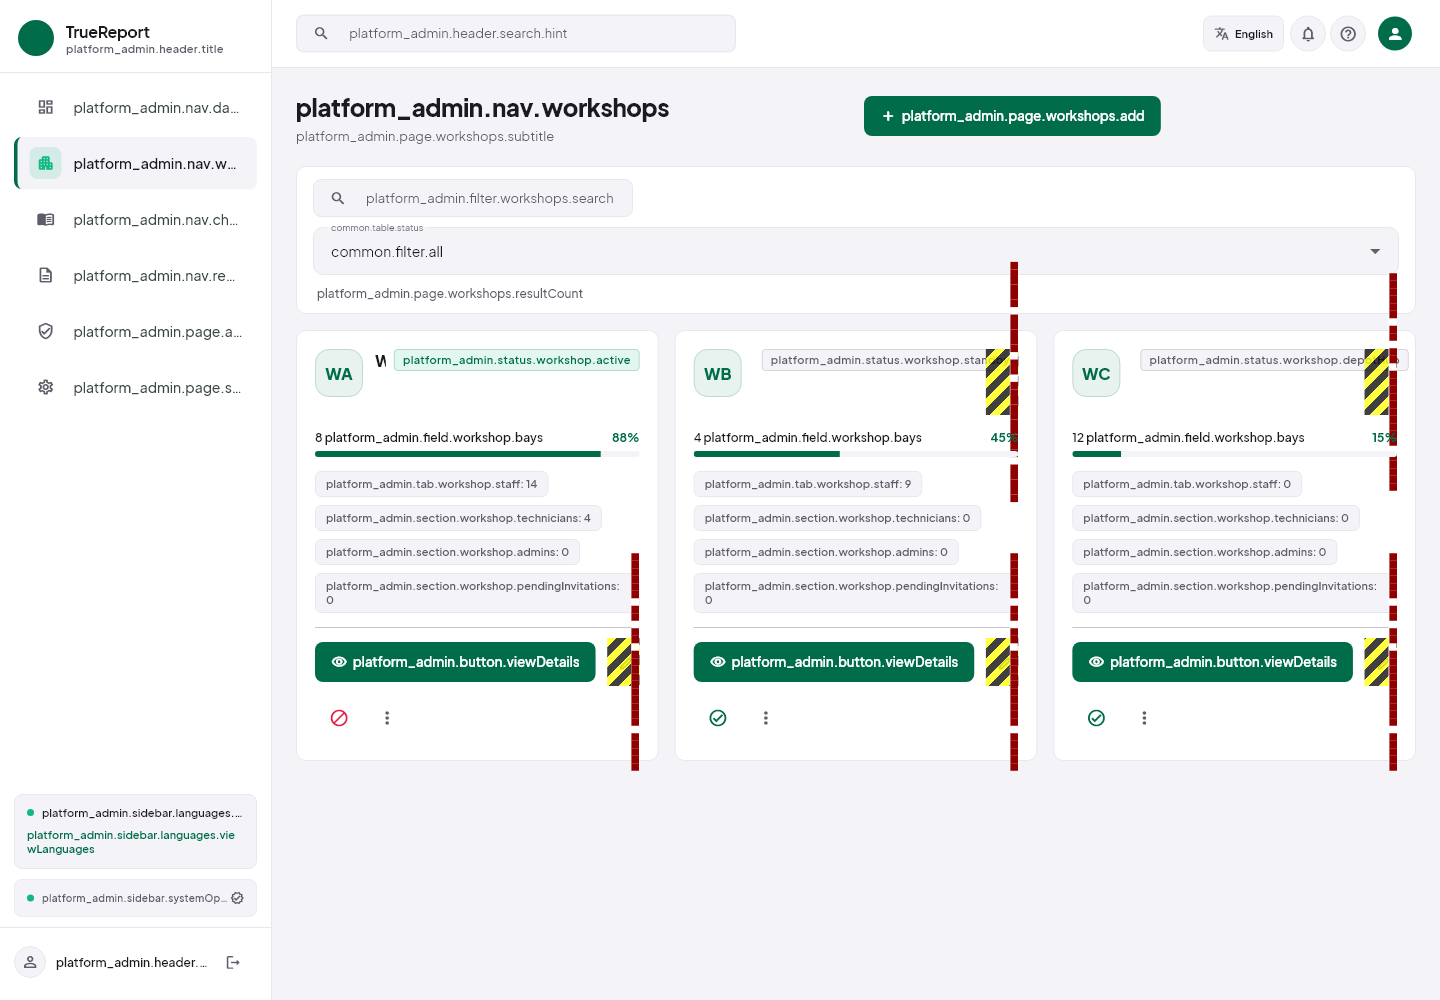 TrueReport
platform_admin.header.title
platform_admin.header.search.hint
English
platform_admin.nav.da...
platform_admin.nav.w...
platform_admin.nav.ch...
platform_admin.nav.re...
platform_admin.page.a...
platform_admin.page.s...
platform_admin.sidebar.languages....
platform_admin.sidebar.languages.vie
wLanguages
platform_admin.sidebar.systemOp...
platform_admin.header....
platform_admin.nav.workshops
platform_admin.page.workshops.subtitle
platform_admin.page.workshops.add
platform_admin.filter.workshops.search
common.table.status
common.filter.all
platform_admin.page.workshops.resultCount
WA
platform_admin.status.workshop.active
8 platform_admin.field.workshop.bays
88%
platform_admin.tab.workshop.staff: 14
platform_admin.section.workshop.technicians: 4
platform_admin.section.workshop.admins: 0
platform_admin.section.workshop.pendingInvitations:
0
platform_admin.button.viewDetails
WB
4 platform_admin.field.workshop.bays
45%
platform_admin.tab.workshop.staff: 9
platform_admin.section.workshop.technicians: 0
platform_admin.section.workshop.admins: 0
platform_admin.section.workshop.pendingInvitations:
0
platform_admin.button.viewDetails
WC
12 platform_admin.field.workshop.bays
15%
platform_admin.tab.workshop.staff: 0
platform_admin.section.workshop.technicians: 0
platform_admin.section.workshop.admins: 0
platform_admin.section.workshop.pendingInvitations:
0
platform_admin.button.viewDetails